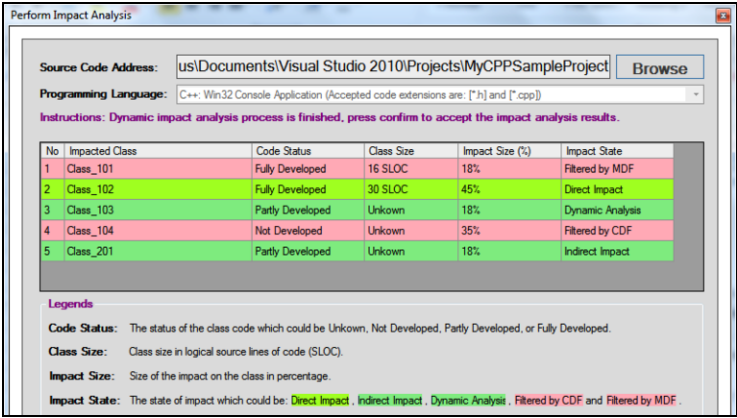 Perform Impact Analysis
Source Code Address: us\Documents\Visual Studio 2010\Projects\MyCPPSampleProject Browse
Programming Language: C++: Win32 Console Application (Accepted code extensions are: [*.h] and [*.cpp])
Instructions: Dynamic impact analysis process is finished, press confirm to accept the impact analysis results.
No Impacted Class Code Status Class Size Impact Size (%) Impact State
1 Class_101 Fully Developed 16 SLOC 18% Filtered by MDF
2 Class_102 Fully Developed 30 SLOC 45% Direct Impact
3 Class_103 Partly Developed Unkown 18% Dynamic Analysis
4 Class_104 Not Developed Unkown 35% Filtered by CDF
5 Class_201 Partly Developed Unkown 18% Indirect Impact
Legends
Code Status: The status of the class code which could be Unkown, Not Developed, Partly Developed, or Fully Developed.
Class Size: Class size in logical source lines of code (SLOC).
Impact Size: Size of the impact on the class in percentage.
Impact State: The state of impact which could be: Direct Impact , Indirect Impact , Dynamic Analysis , Filtered by CDF and Filtered by MDF .